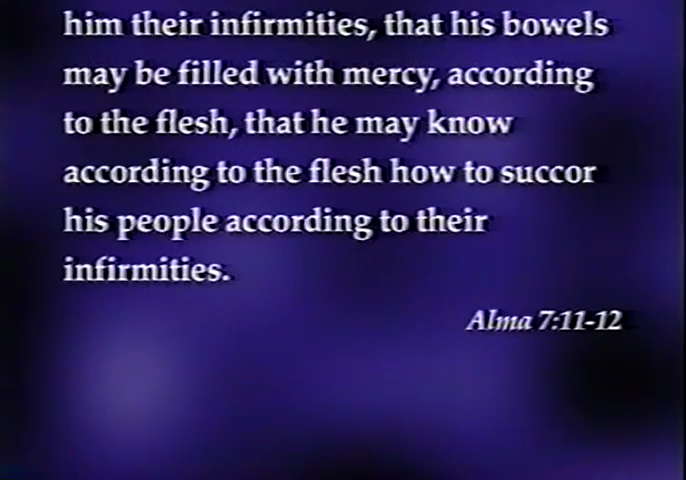 him their infirmities, that his bowels
may be filled with mercy, according
to the flesh, that he may know
according to the flesh how to succor
his people according to their
infirmities.
Alma 7:11-12